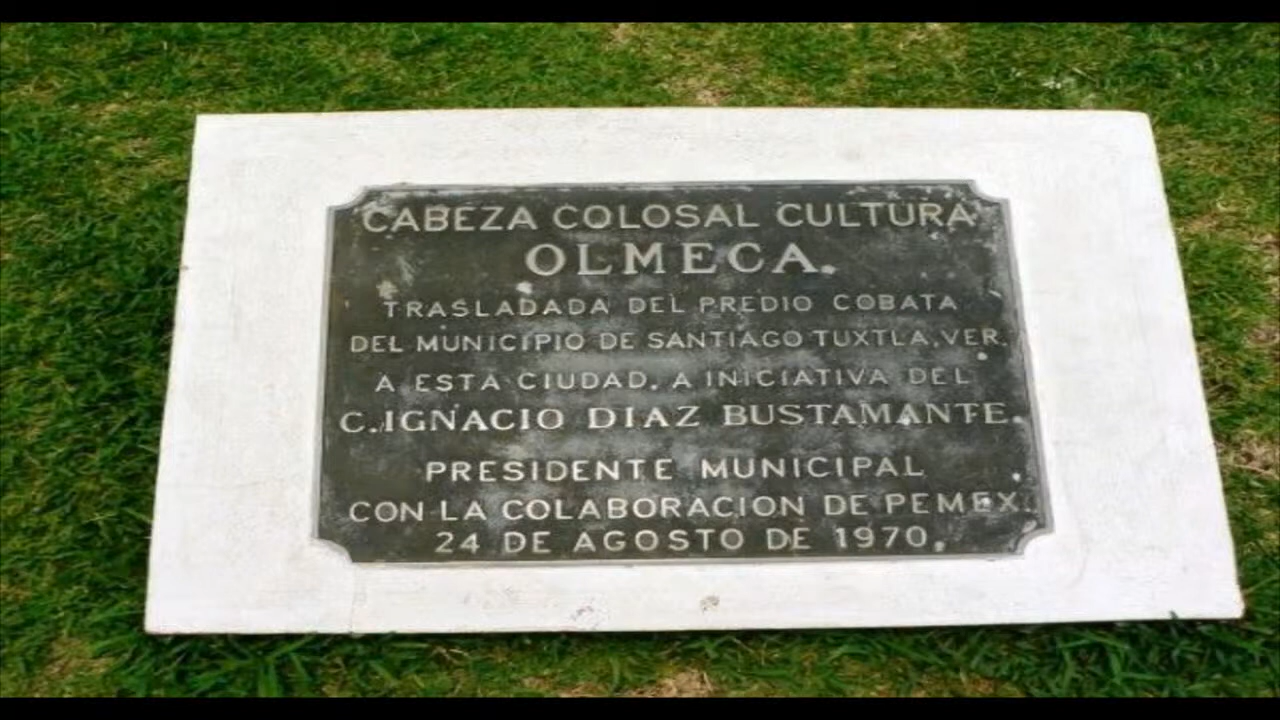 CABEZA COLOSAL CULTURA
OLMECA.
TRASLADADA DEL PREDIO COBATA
DEL MUNICIPIO DE SANTIAGO TUXTLA, VER.
A ESTA CIUDAD. A INICIATIVA DEL
C. IGNACIO DIAZ BUSTAMANTE.
PRESIDENTE MUNICIPAL
CON LA COLABORACION DE PEMEX.
24 DE AGOSTO DE 1970.